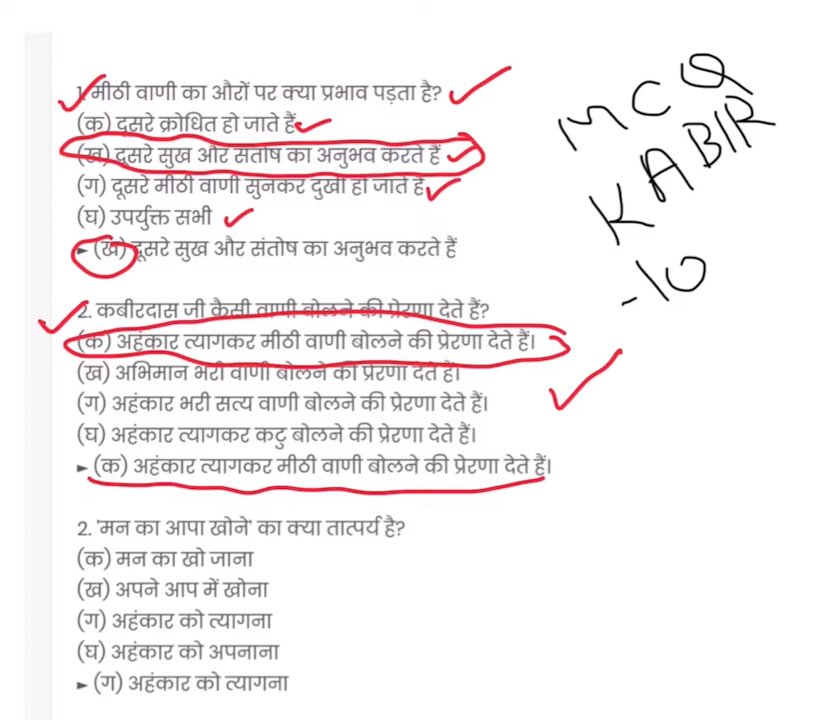 1. मीठी वाणी का औरों पर क्या प्रभाव पड़ता है?
(क) दूसरे क्रोधित हो जाते हैं
(ख) दूसरे सुख और संतोष का अनुभव करते हैं
(ग) दूसरे मीठी वाणी सुनकर दुखी हो जाते हैं
(घ) उपर्युक्त सभी
► (ख) दूसरे सुख और संतोष का अनुभव करते हैं
2. कबीरदास जी कैसी वाणी बोलने की प्रेरणा देते हैं?
(क) अहंकार त्यागकर मीठी वाणी बोलने की प्रेरणा देते हैं।
(ख) अभिमान भरी वाणी बोलने की प्रेरणा देते हैं।
(ग) अहंकार भरी सत्य वाणी बोलने की प्रेरणा देते हैं।
(घ) अहंकार त्यागकर कटु बोलने की प्रेरणा देते हैं।
► (क) अहंकार त्यागकर मीठी वाणी बोलने की प्रेरणा देते हैं।
2. 'मन का आपा खोने' का क्या तात्पर्य है?
(क) मन का खो जाना
(ख) अपने आप में खोना
(ग) अहंकार को त्यागना
(घ) अहंकार को अपनाना
► (ग) अहंकार को त्यागना
MCQ
KABIR
-10